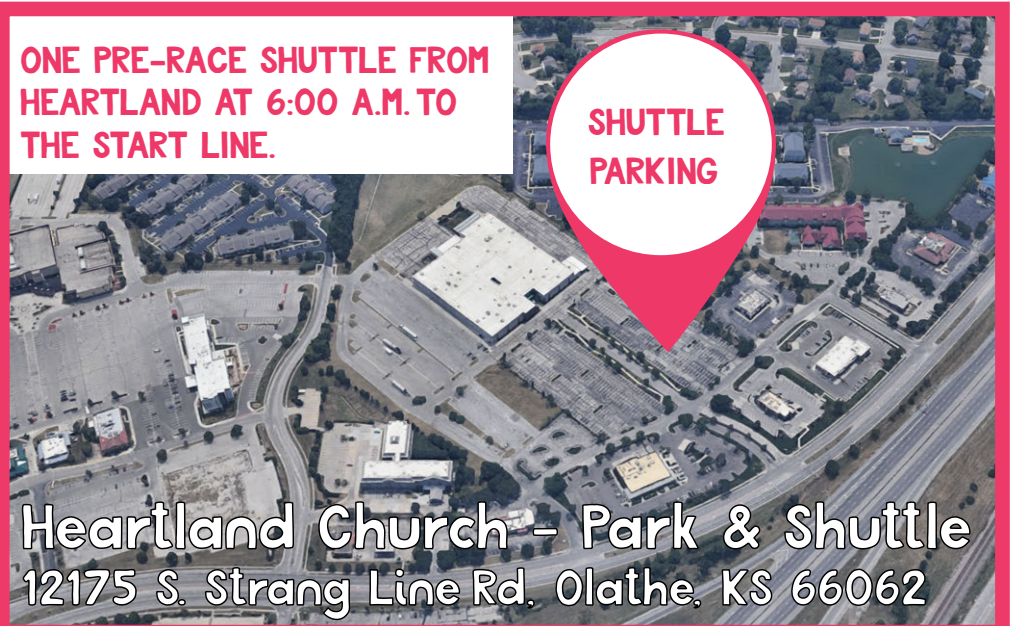 ONE PRE-RACE SHUTTLE FROM
HEARTLAND AT 6:00 A.M. TO
THE START LINE.
SHUTTLE
PARKING
Heartland Church - Park & Shuttle
12175 S. Strang Line Rd, Olathe, KS 66062